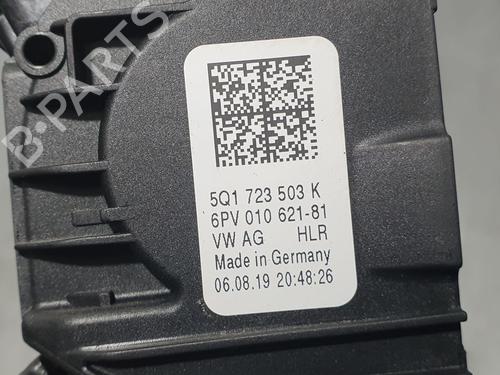 B-PARTS
5Q1 723 503 K
6PV 010 621-81
VW AG HLR
Made in Germany
06.08.19 20:48:26